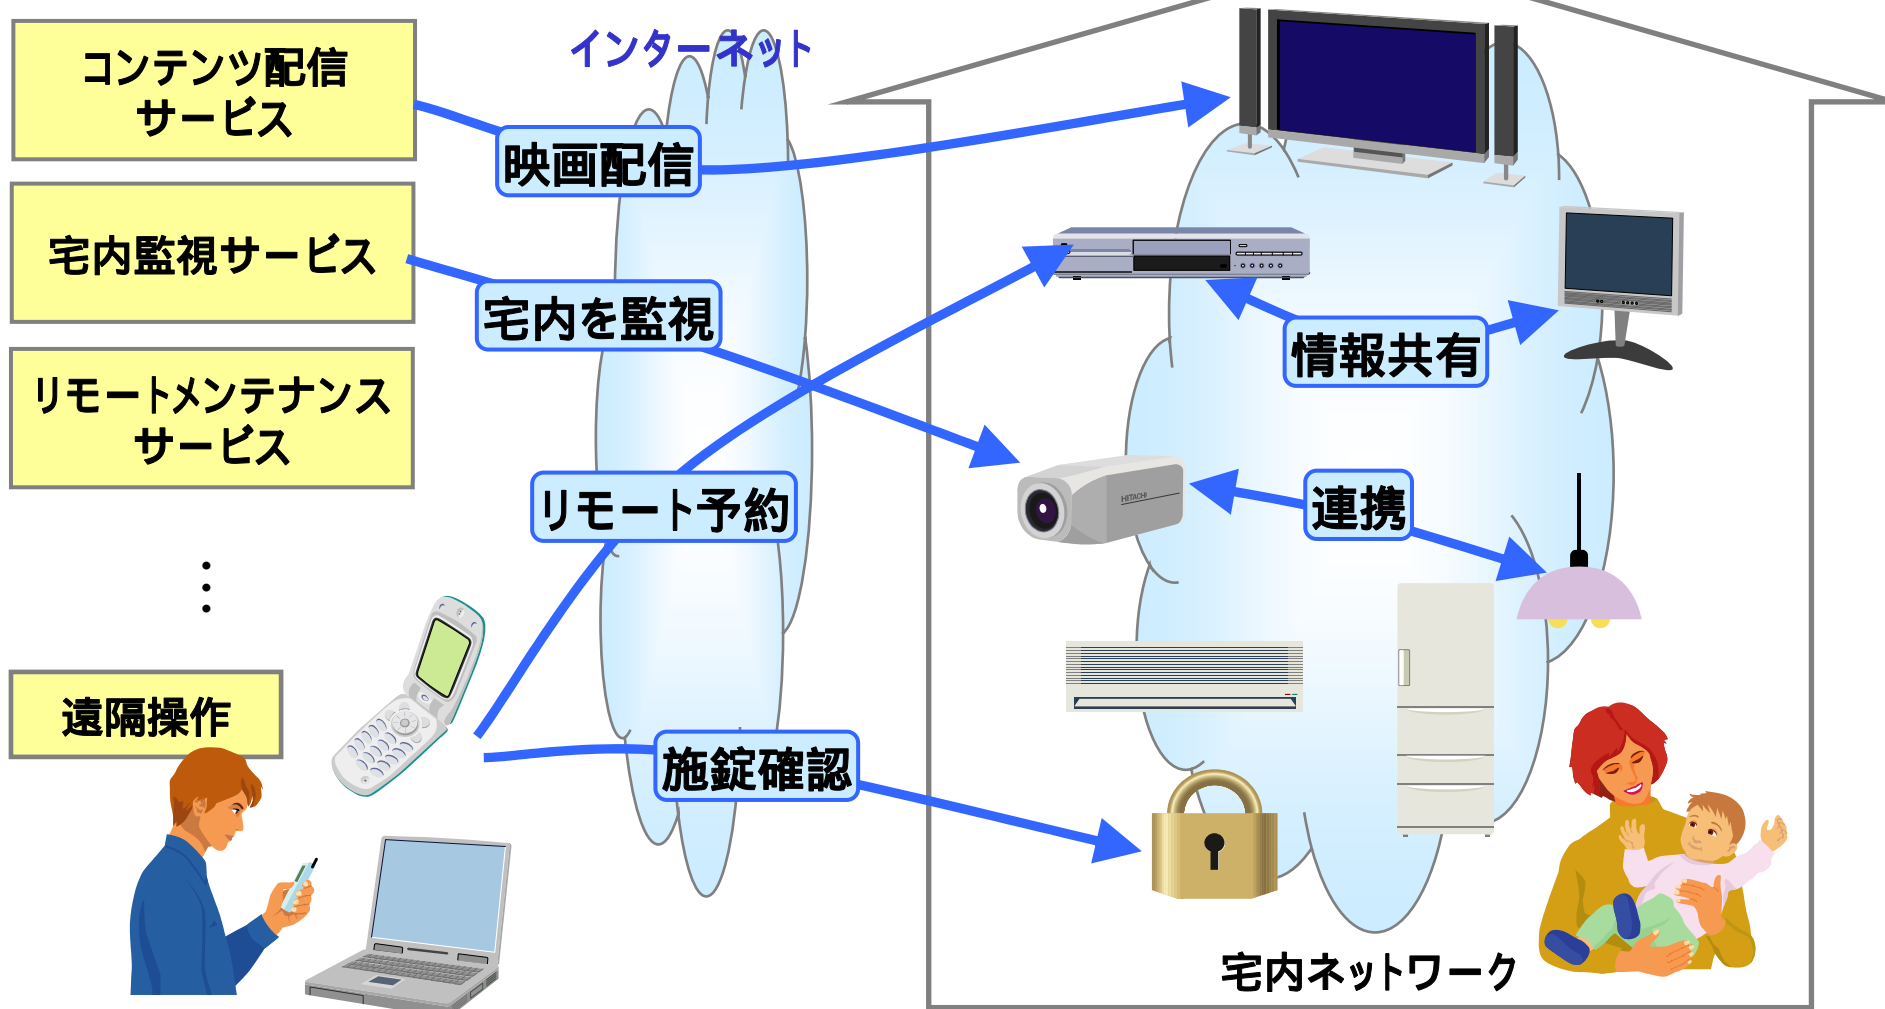 コンテンツ配信
サービス
宅内監視サービス
リモートメンテナンス
サービス
遠隔操作
インターネット
映画配信
宅内を監視
リモート予約
施錠確認
情報共有
HITACHI
連携
宅内ネットワーク